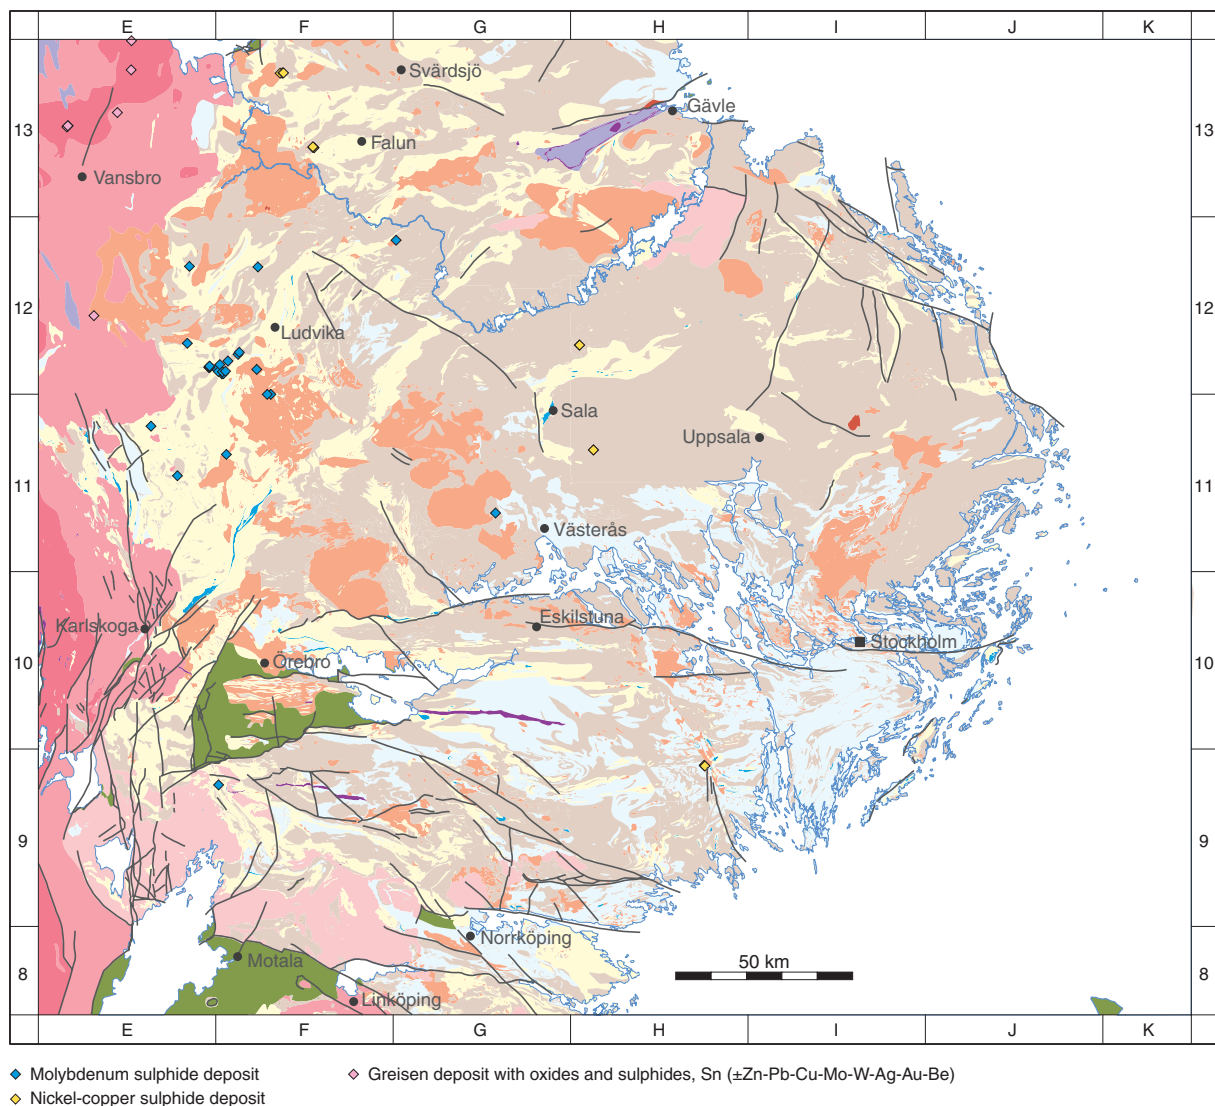 E F G H I J K
Svärdsjö
Gävle
13 Falun 13
Vansbro
12 12
Ludvika
Sala
Uppsala
11 11
Västerås
Karlskoga Eskilstuna
Stockholm
10 Örebro 10
9 9
Norrköping
Motala 50 km
8 8
Linköping
E F G H I J K
Molybdenum sulphide deposit Greisen deposit with oxides and sulphides, Sn (±Zn-Pb-Cu-Mo-W-Ag-Au-Be)
Nickel-copper sulphide deposit